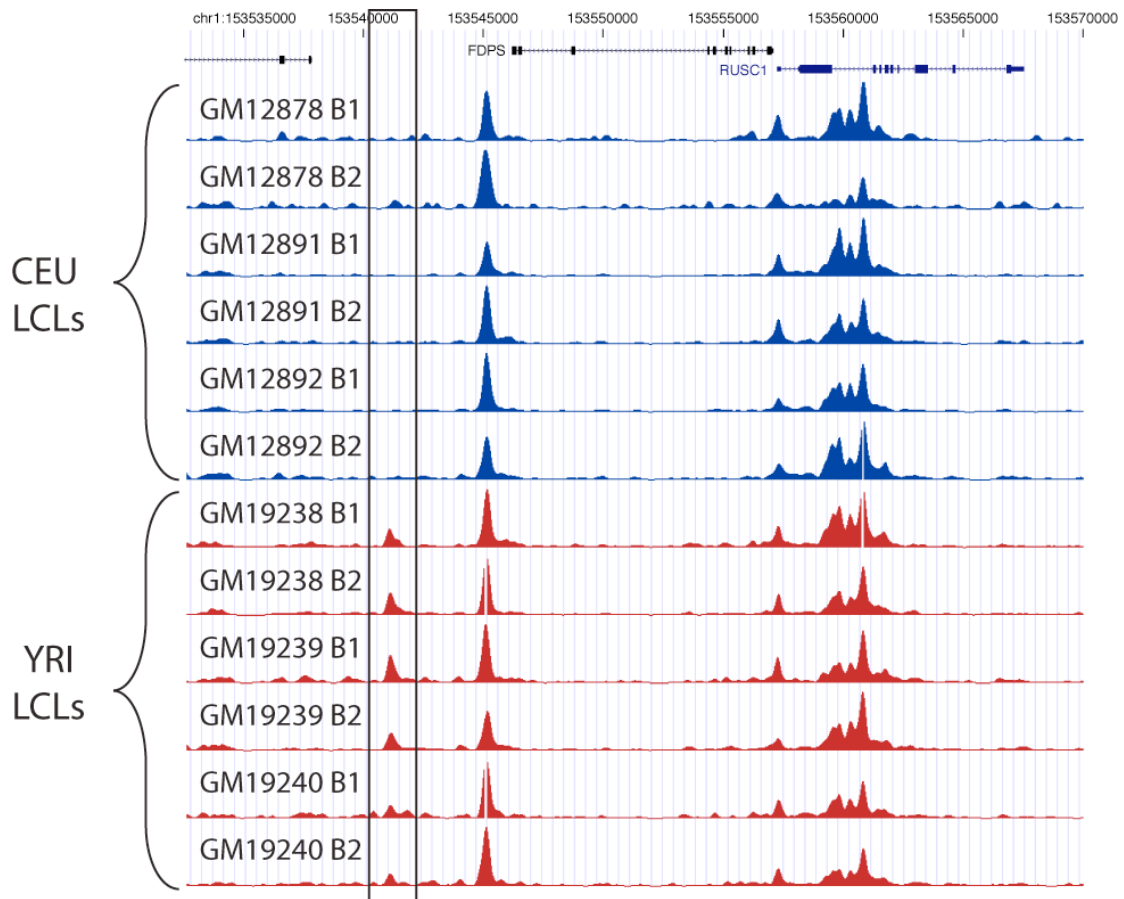 chr1:153535000 153540000 153545000 153550000 153555000 153560000 153565000 153570000
FDPS
RUSC1
GM12878 B1
GM12878 B2
GM12891 B1
GM12891 B2
GM12892 B1
GM12892 B2
CEU
LCLs
GM19238 B1
GM19238 B2
GM19239 B1
GM19239 B2
GM19240 B1
GM19240 B2
YRI
LCLs